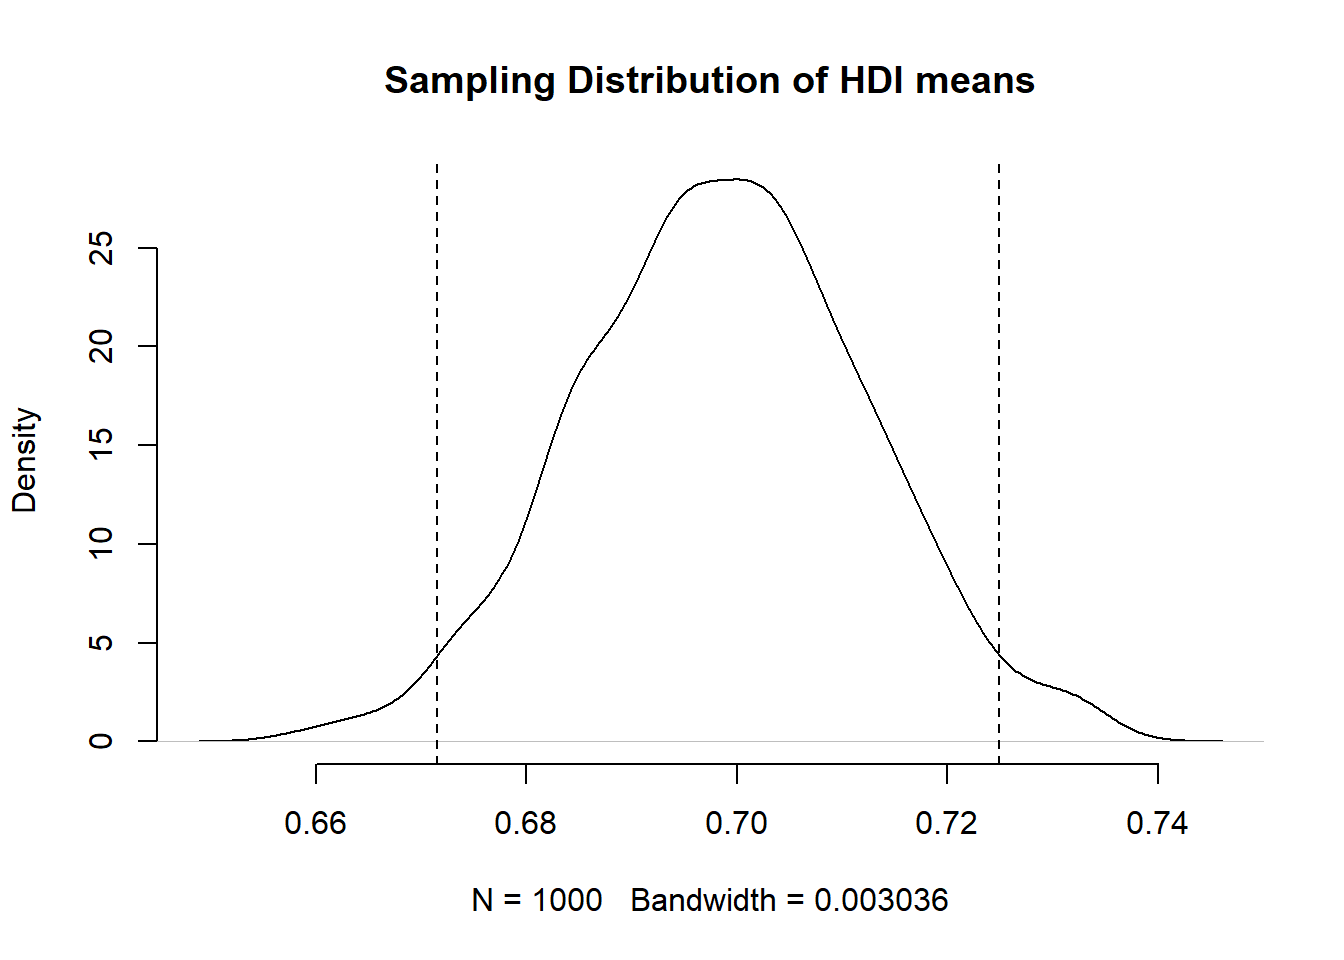 Sampling Distribution of HDI means
Density
25
20
15
10
5
0
0.66 0.68 0.70 0.72 0.74
N = 1000   Bandwidth = 0.003036